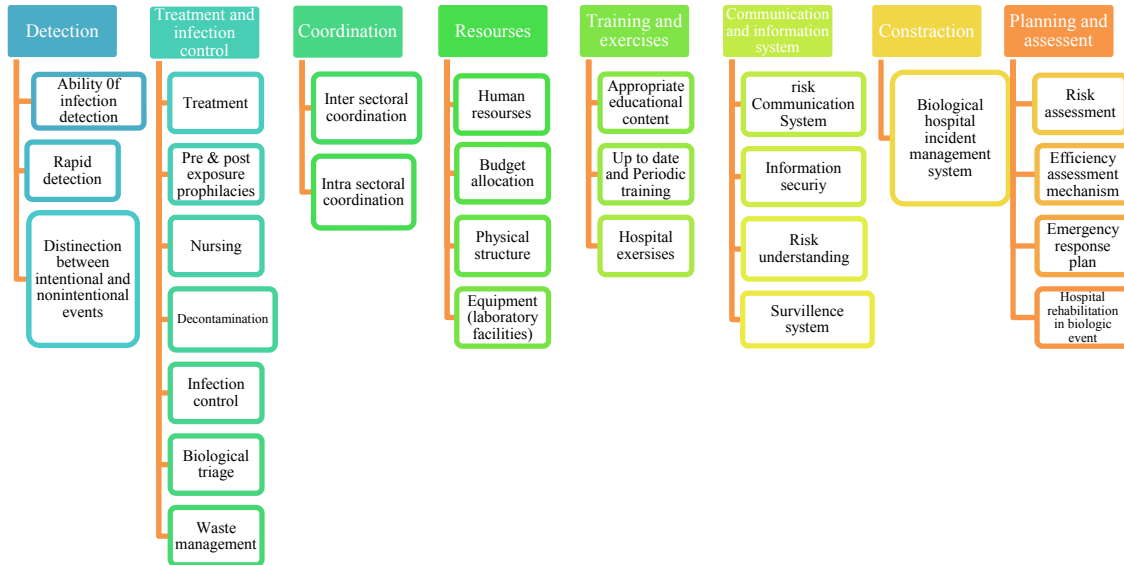 Detection
Ability 0f
infection
detection
Rapid
detection
Distinection
between
intentional and
nonintentional
events
Treatment and
infection
control
Treatment
Pre & post
exposure
prophilacies
Nursing
Decontamination
Infection
control
Biological
triage
Waste
management
Coordination
Inter sectoral
coordination
Intra sectoral
coordination
Resourses
Human
resourses
Budget
allocation
Physical
structure
Equipment
(laboratory
facilities)
Training and
exercises
Appropriate
educational
content
Up to date
and Periodic
training
Hospital
exersises
Communication
and information
system
risk
Communication
System
Information
securiy
Risk
understanding
Survillence
system
Constraction
Biological
hospital
incident
management
system
Planning and
assessent
Risk
assessment
Efficiency
assessment
mechanism
Emergency
response
plan
Hospital
rehabilitation
in biologic
event